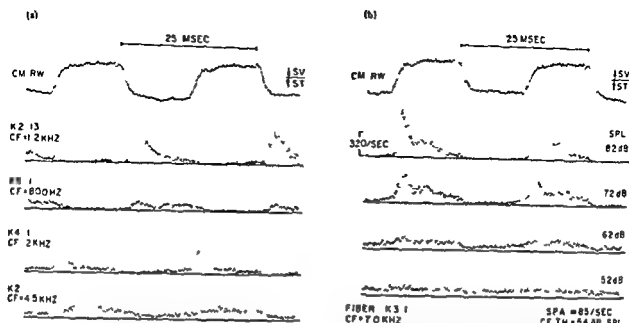 (a)
25 MSEC
CM RW
↓SV
↑ST
K2 13
CF=1.2KHZ
CF=800HZ
K4 1
CF 2KHZ
K2
CF=4.5KHZ
(b)
25 MSEC
CM RW
↓SV
↑ST
320/SEC
SPL
82dB
72dB
62dB
52dB
FIBER K3 1
CF=7.0KHZ
SPA =85/SEC